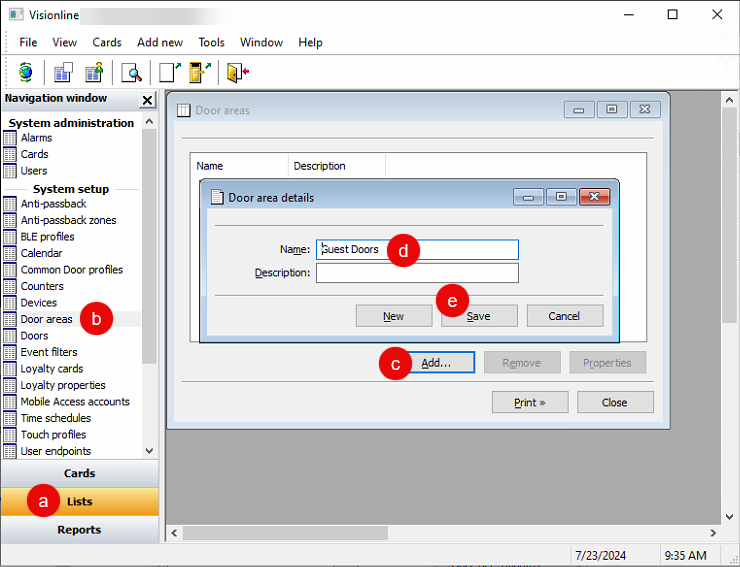 Visionline
File View Cards Add new Tools Window Help
Navigation window
System administration
Alarms
Cards
Users
System setup
Anti-passback
Anti-passback zones
BLE profiles
Calendar
Common Door profiles
Counters
Devices
Door areas b
Doors
Event filters
Loyalty cards
Loyalty properties
Mobile Access accounts
Time schedules
Touch profiles
User endpoints
Cards
a Lists
Reports
Door areas
Name Description
Door area details
Name: Guest Doors d
Description:
e
New Save Cancel
c Add... Remove Properties
Print » Close
7/23/2024 9:35 AM